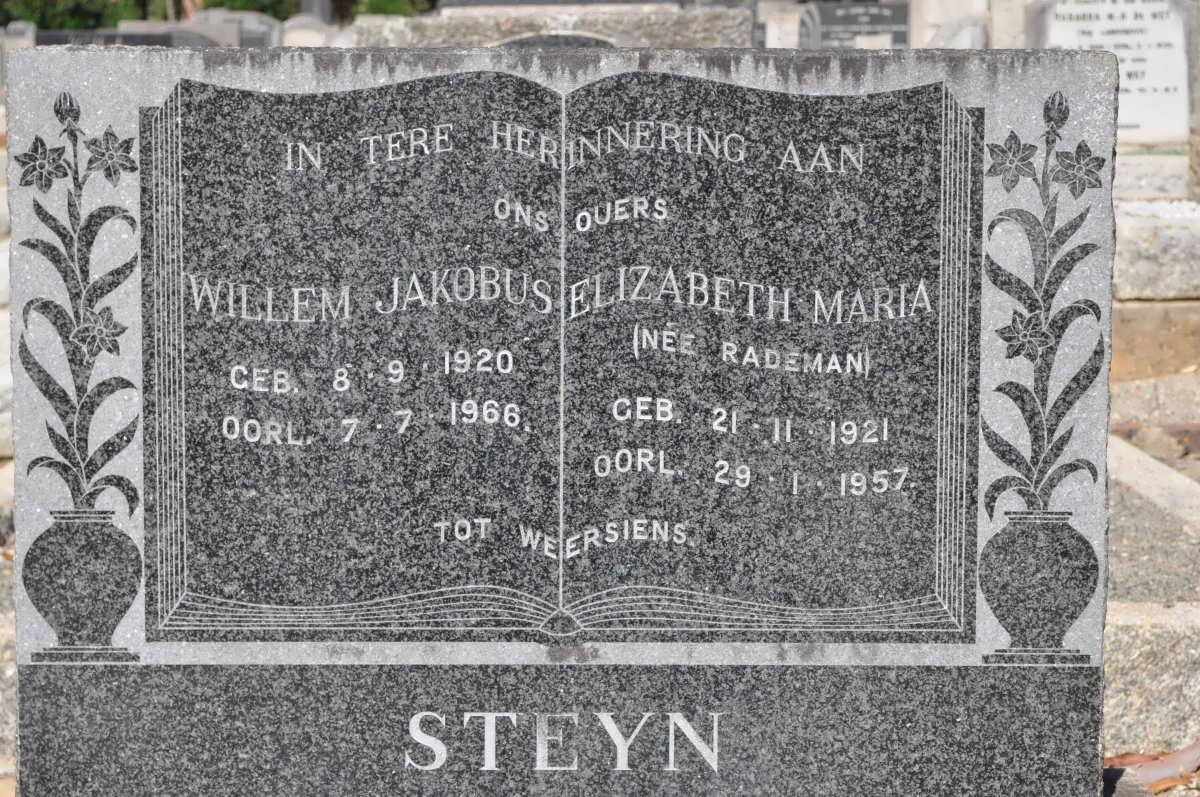 IN TERE HERINNERING AAN
ONS OUERS
WILLEM JAKOBUS
GEB. 8 · 9 · 1920
OORL. 7 · 7 · 1966.
ELIZABETH MARIA
(NÉE RADEMAN)
GEB. 21 · 11 · 1921
OORL. 29 · 1 · 1957.
TOT WEERSIENS.
STEYN